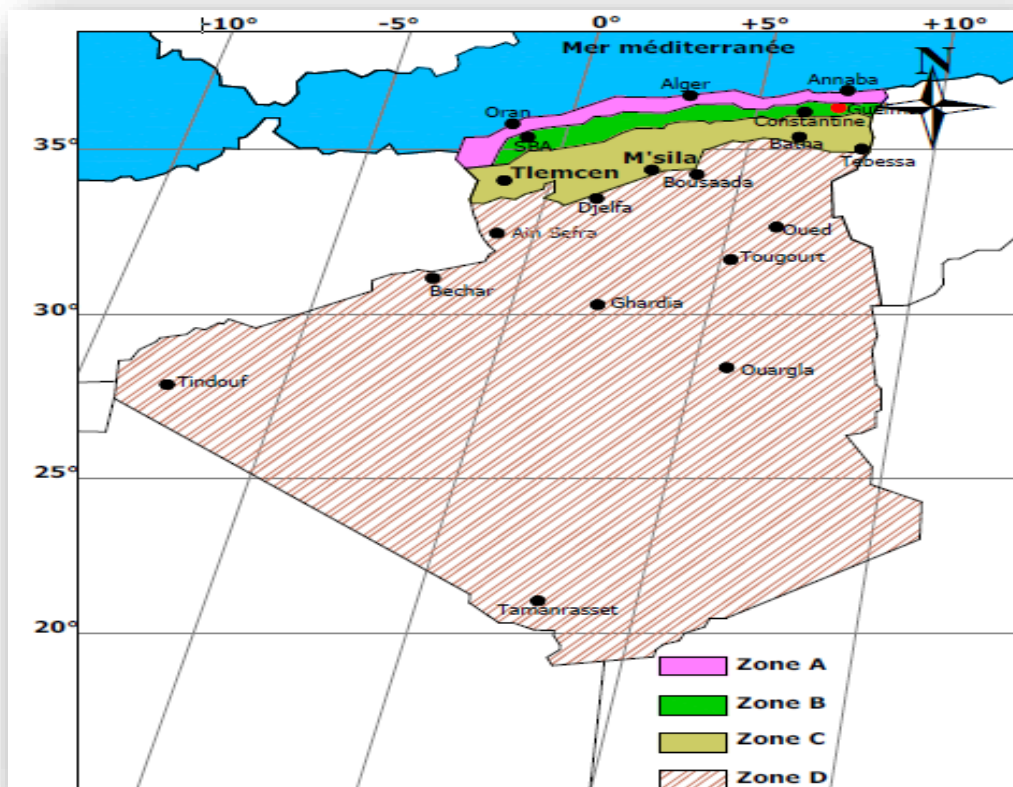 -10°
-5°
0°
+5°
+10°
Mer méditerranée
N
Alger
Annaba
Oran
Guelma
Constantine
SBA
35°
Batna
M'sila
Tebessa
Tlemcen
Bousaada
Djelfa
Ain Sefra
Oued
Tougourt
Bechar
Ghardia
30°
Ouargla
Tindouf
25°
Tamanrasset
20°
Zone A
Zone B
Zone C
Zone D